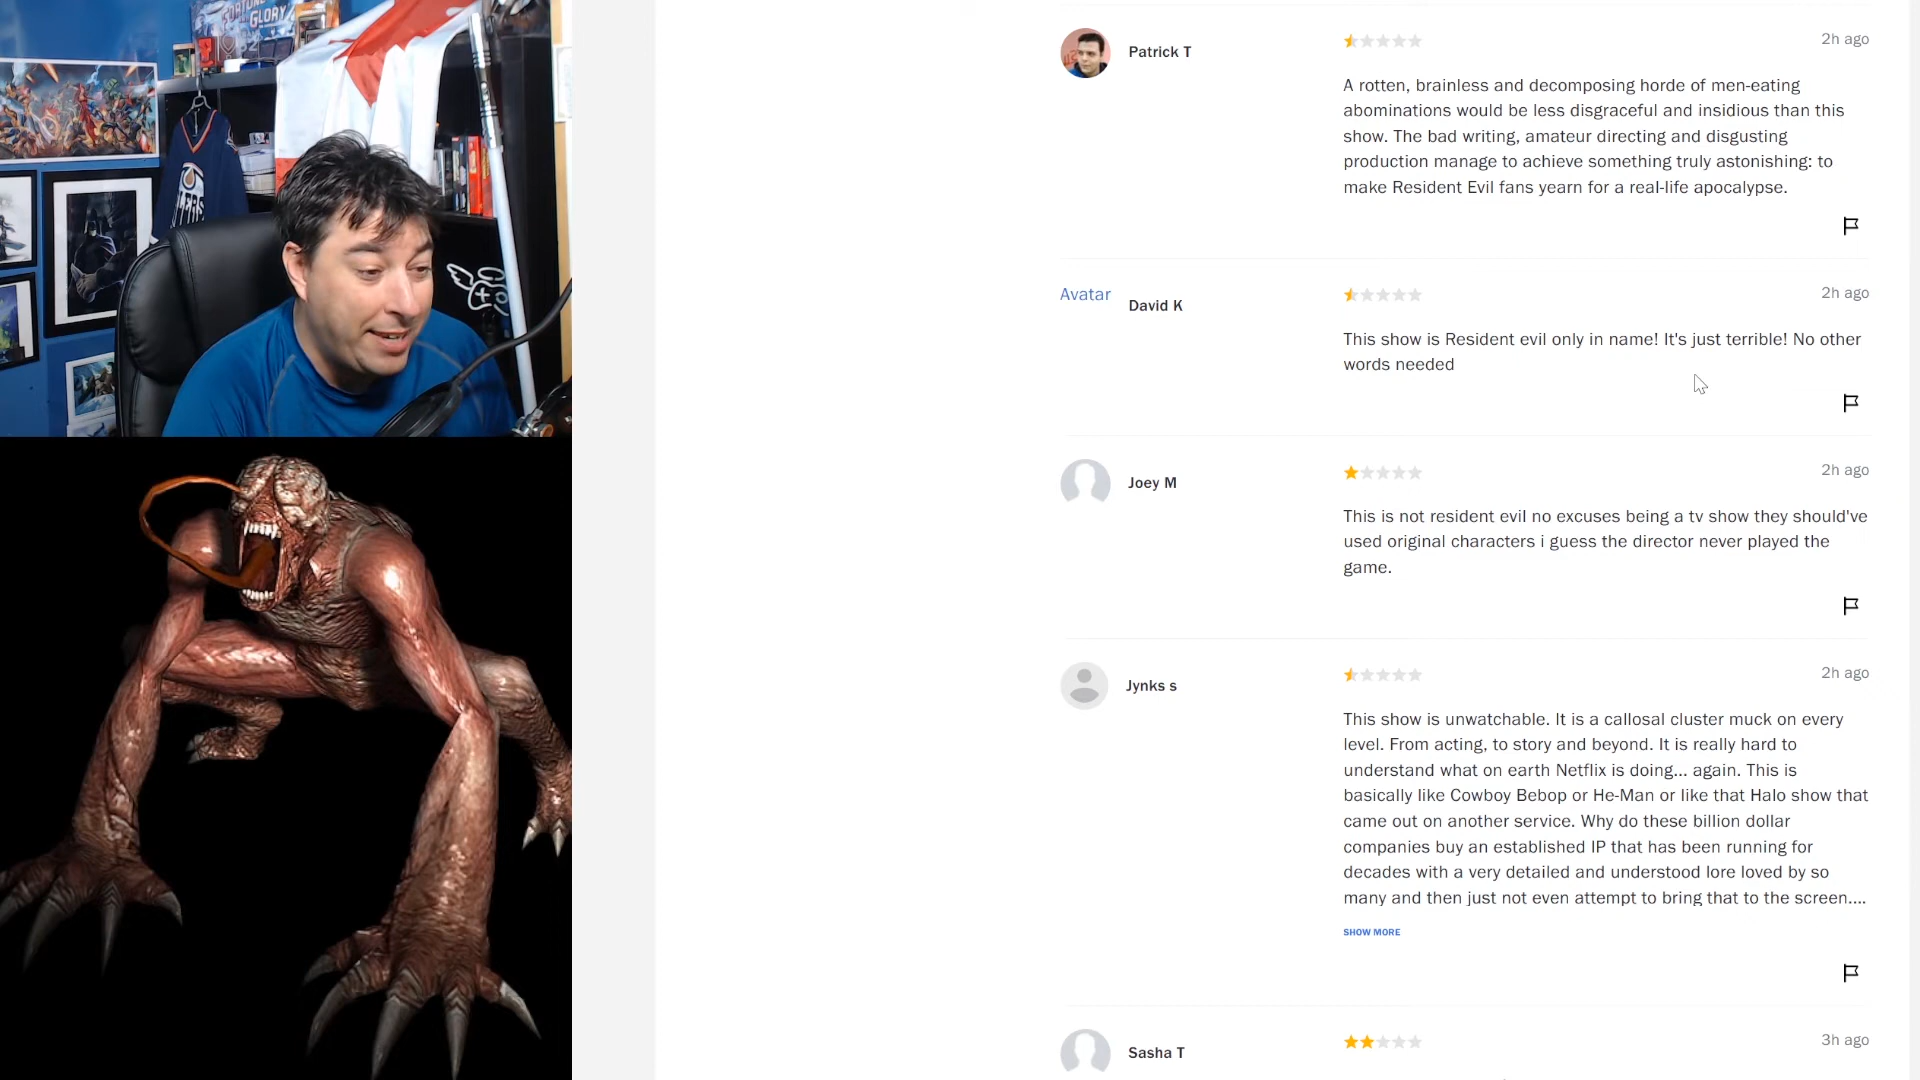 FORTUNE
GLORY
ILERS
Patrick T
2h ago
A rotten, brainless and decomposing horde of men-eating
abominations would be less disgraceful and insidious than this
show. The bad writing, amateur directing and disgusting
production manage to achieve something truly astonishing: to
make Resident Evil fans yearn for a real-life apocalypse.
Avatar
David K
2h ago
This show is Resident evil only in name! It's just terrible! No other
words needed
Joey M
2h ago
This is not resident evil no excuses being a tv show they should've
used original characters i guess the director never played the
game.
Jynks s
2h ago
This show is unwatchable. It is a callosal cluster muck on every
level. From acting, to story and beyond. It is really hard to
understand what on earth Netflix is doing... again. This is
basically like Cowboy Bebop or He-Man or like that Halo show that
came out on another service. Why do these billion dollar
companies buy an established IP that has been running for
decades with a very detailed and understood lore loved by so
many and then just not even attempt to bring that to the screen....
SHOW MORE
Sasha T
3h ago